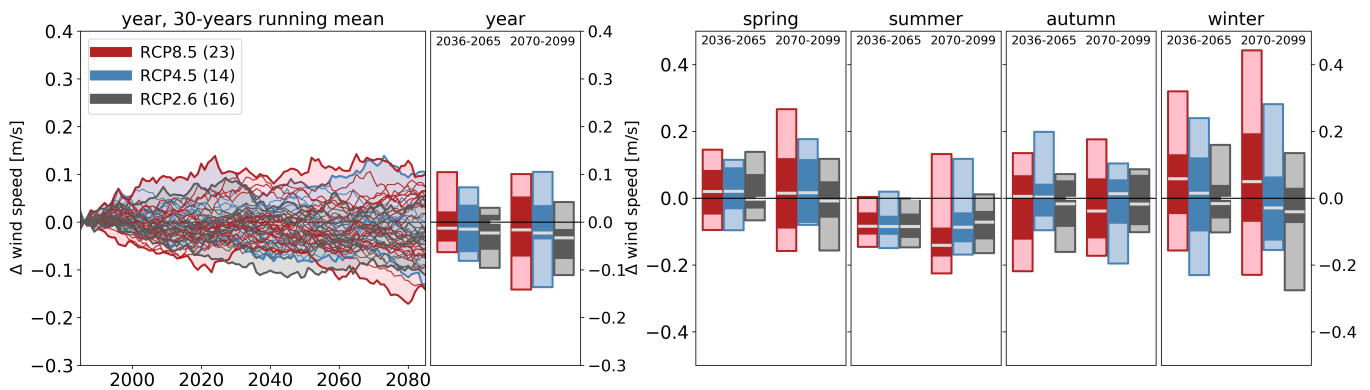 year, 30-years running mean
year
spring
summer
autumn
winter
RCP8.5 (23)
RCP4.5 (14)
RCP2.6 (16)
2036-2065 2070-2099
2036-2065 2070-2099
2036-2065 2070-2099
2036-2065 2070-2099
2036-2065 2070-2099
Δ wind speed [m/s]
0.4
0.3
0.2
0.1
0.0
−0.1
−0.2
−0.3
2000 2020 2040 2060 2080
0.4
0.3
0.2
0.1
0.0
−0.1
−0.2
−0.3
Δ wind speed [m/s]
0.4
0.2
0.0
−0.2
−0.4
0.4
0.2
0.0
−0.2
−0.4